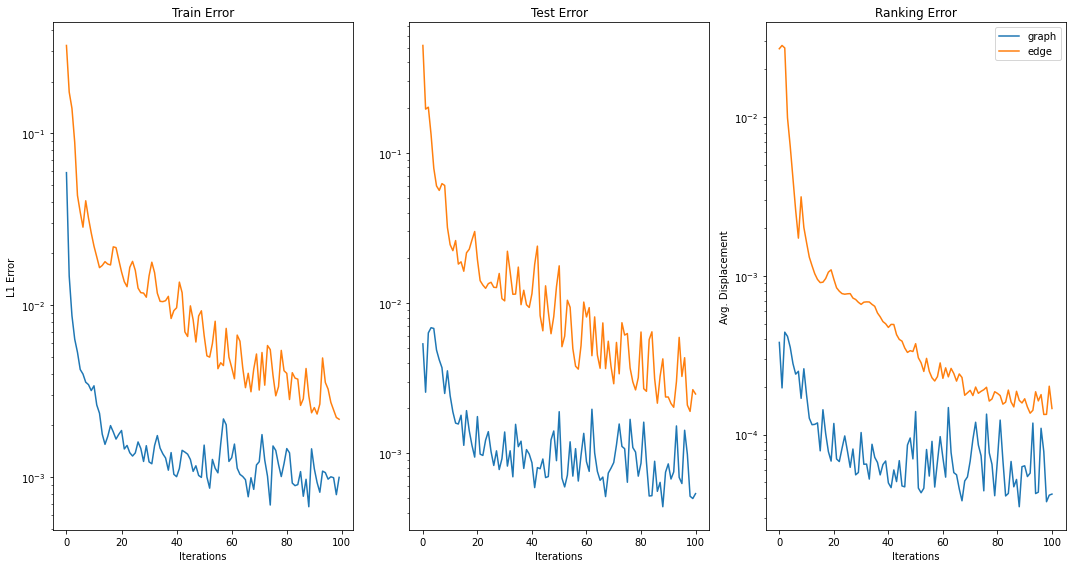 Train Error
L1 Error
10⁻¹
10⁻²
10⁻³
0 20 40 60 80 100
Iterations
Test Error
10⁻¹
10⁻²
10⁻³
0 20 40 60 80 100
Iterations
Ranking Error
graph
edge
Avg. Displacement
10⁻²
10⁻³
10⁻⁴
0 20 40 60 80 100
Iterations